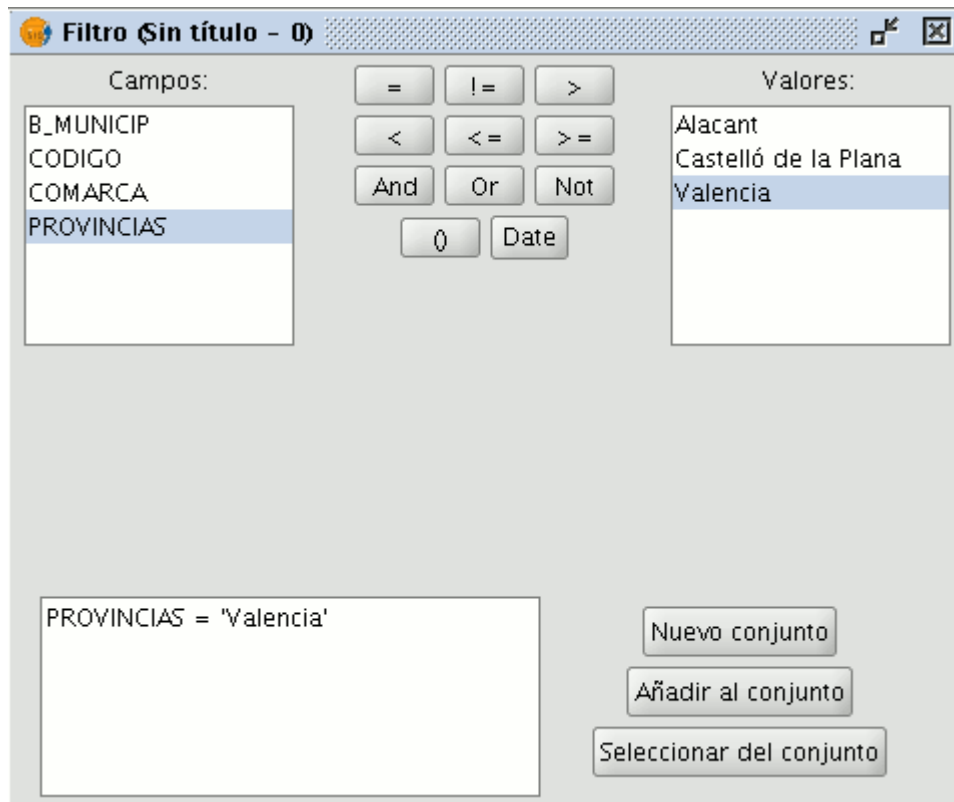 Filtro (Sin título - 0)
Campos:
B_MUNICIP
CODIGO
COMARCA
PROVINCIAS
= != >
< <= >=
And Or Not
() Date
Valores:
Alacant
Castelló de la Plana
Valencia
PROVINCIAS = 'Valencia'
Nuevo conjunto
Añadir al conjunto
Seleccionar del conjunto